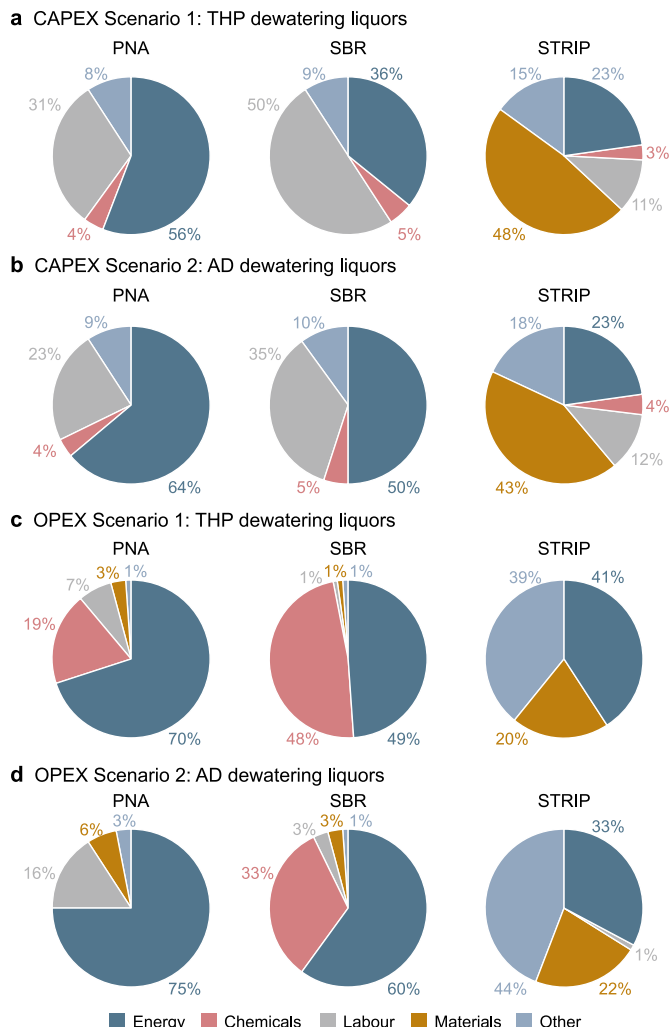 a CAPEX Scenario 1: THP dewatering liquors
PNA SBR STRIP
8% 9% 36% 15% 23%
31% 50% 3%
11%
4% 56% 5% 48%
b CAPEX Scenario 2: AD dewatering liquors
PNA SBR STRIP
9% 10% 18% 23%
23% 35% 4%
4% 12%
64% 5% 50% 43%
c OPEX Scenario 1: THP dewatering liquors
PNA SBR STRIP
7% 3% 1% 1% 1% 1% 39% 41%
19%
70% 48% 49% 20%
d OPEX Scenario 2: AD dewatering liquors
PNA SBR STRIP
6% 3% 3% 3% 1% 33%
16% 33%
1%
75% 60% 44% 22%
Energy Chemicals Labour Materials Other